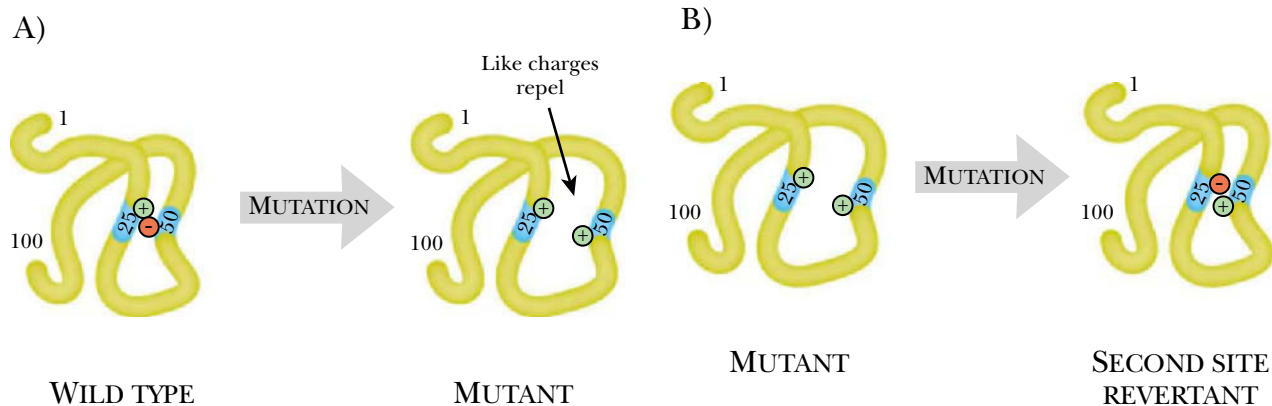 A)
1
100
25
+
-
50
WILD TYPE
MUTATION
Like charges
repel
1
100
25
+
+
50
MUTANT
B)
1
100
25
+
+
50
MUTANT
MUTATION
1
100
25
-
+
50
SECOND SITE
REVERTANT